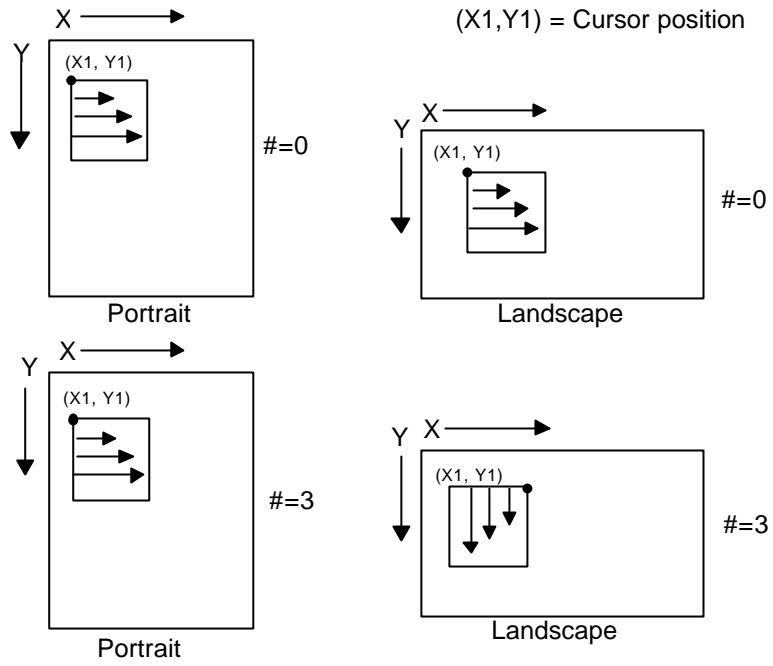 X
(X1,Y1) = Cursor position
Y
(X1, Y1)
#=0
Portrait
X
Y
(X1, Y1)
#=0
Landscape
X
Y
(X1, Y1)
#=3
Portrait
X
Y
(X1, Y1)
#=3
Landscape